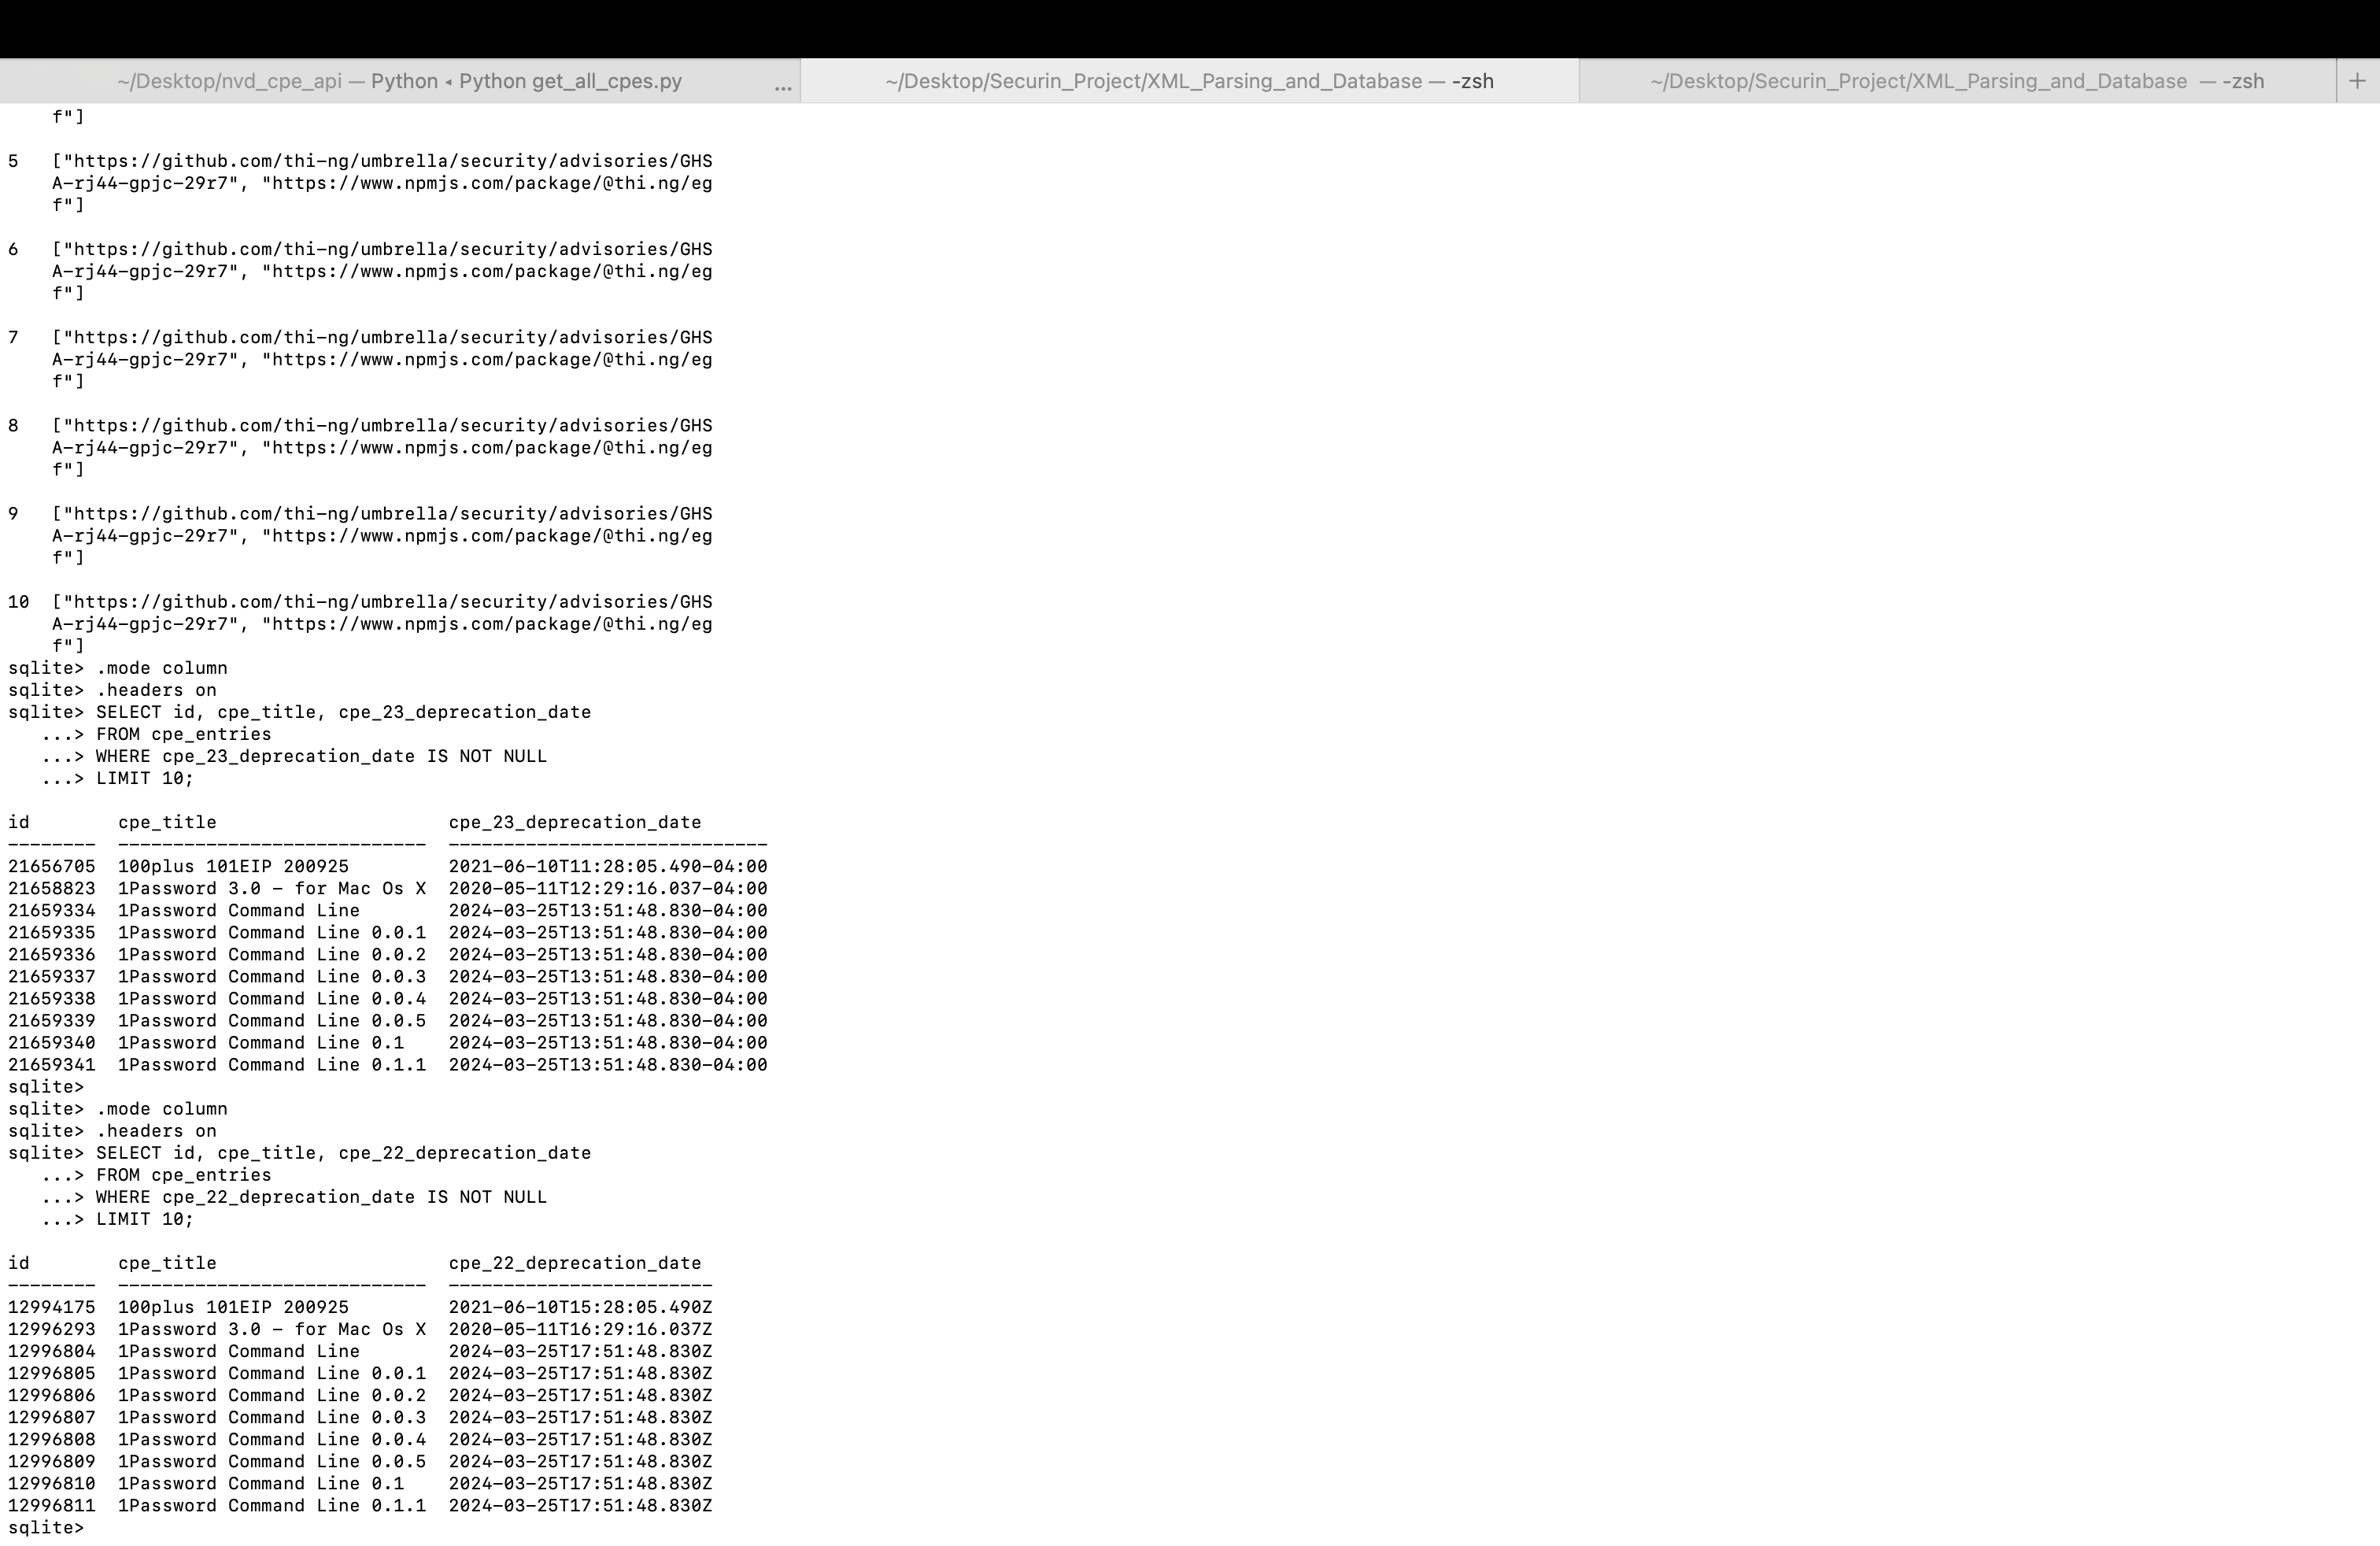 ~/Desktop/nvd_cpe_api — Python ◂ Python get_all_cpes.py ... ~/Desktop/Securin_Project/XML_Parsing_and_Database — -zsh ~/Desktop/Securin_Project/XML_Parsing_and_Database — -zsh +
f"]
5 ["https://github.com/thi-ng/umbrella/security/advisories/GHS
A-rj44-gpjc-29r7", "https://www.npmjs.com/package/@thi.ng/eg
f"]
6 ["https://github.com/thi-ng/umbrella/security/advisories/GHS
A-rj44-gpjc-29r7", "https://www.npmjs.com/package/@thi.ng/eg
f"]
7 ["https://github.com/thi-ng/umbrella/security/advisories/GHS
A-rj44-gpjc-29r7", "https://www.npmjs.com/package/@thi.ng/eg
f"]
8 ["https://github.com/thi-ng/umbrella/security/advisories/GHS
A-rj44-gpjc-29r7", "https://www.npmjs.com/package/@thi.ng/eg
f"]
9 ["https://github.com/thi-ng/umbrella/security/advisories/GHS
A-rj44-gpjc-29r7", "https://www.npmjs.com/package/@thi.ng/eg
f"]
10 ["https://github.com/thi-ng/umbrella/security/advisories/GHS
A-rj44-gpjc-29r7", "https://www.npmjs.com/package/@thi.ng/eg
f"]
sqlite> .mode column
sqlite> .headers on
sqlite> SELECT id, cpe_title, cpe_23_deprecation_date
...> FROM cpe_entries
...> WHERE cpe_23_deprecation_date IS NOT NULL
...> LIMIT 10;
id cpe_title cpe_23_deprecation_date
-------- ---------------------------- -----------------------------
21656705 100plus 101EIP 200925 2021-06-10T11:28:05.490-04:00
21658823 1Password 3.0 - for Mac Os X 2020-05-11T12:29:16.037-04:00
21659334 1Password Command Line 2024-03-25T13:51:48.830-04:00
21659335 1Password Command Line 0.0.1 2024-03-25T13:51:48.830-04:00
21659336 1Password Command Line 0.0.2 2024-03-25T13:51:48.830-04:00
21659337 1Password Command Line 0.0.3 2024-03-25T13:51:48.830-04:00
21659338 1Password Command Line 0.0.4 2024-03-25T13:51:48.830-04:00
21659339 1Password Command Line 0.0.5 2024-03-25T13:51:48.830-04:00
21659340 1Password Command Line 0.1 2024-03-25T13:51:48.830-04:00
21659341 1Password Command Line 0.1.1 2024-03-25T13:51:48.830-04:00
sqlite>
sqlite> .mode column
sqlite> .headers on
sqlite> SELECT id, cpe_title, cpe_22_deprecation_date
...> FROM cpe_entries
...> WHERE cpe_22_deprecation_date IS NOT NULL
...> LIMIT 10;
id cpe_title cpe_22_deprecation_date
-------- ---------------------------- ------------------------
12994175 100plus 101EIP 200925 2021-06-10T15:28:05.490Z
12996293 1Password 3.0 - for Mac Os X 2020-05-11T16:29:16.037Z
12996804 1Password Command Line 2024-03-25T17:51:48.830Z
12996805 1Password Command Line 0.0.1 2024-03-25T17:51:48.830Z
12996806 1Password Command Line 0.0.2 2024-03-25T17:51:48.830Z
12996807 1Password Command Line 0.0.3 2024-03-25T17:51:48.830Z
12996808 1Password Command Line 0.0.4 2024-03-25T17:51:48.830Z
12996809 1Password Command Line 0.0.5 2024-03-25T17:51:48.830Z
12996810 1Password Command Line 0.1 2024-03-25T17:51:48.830Z
12996811 1Password Command Line 0.1.1 2024-03-25T17:51:48.830Z
sqlite>